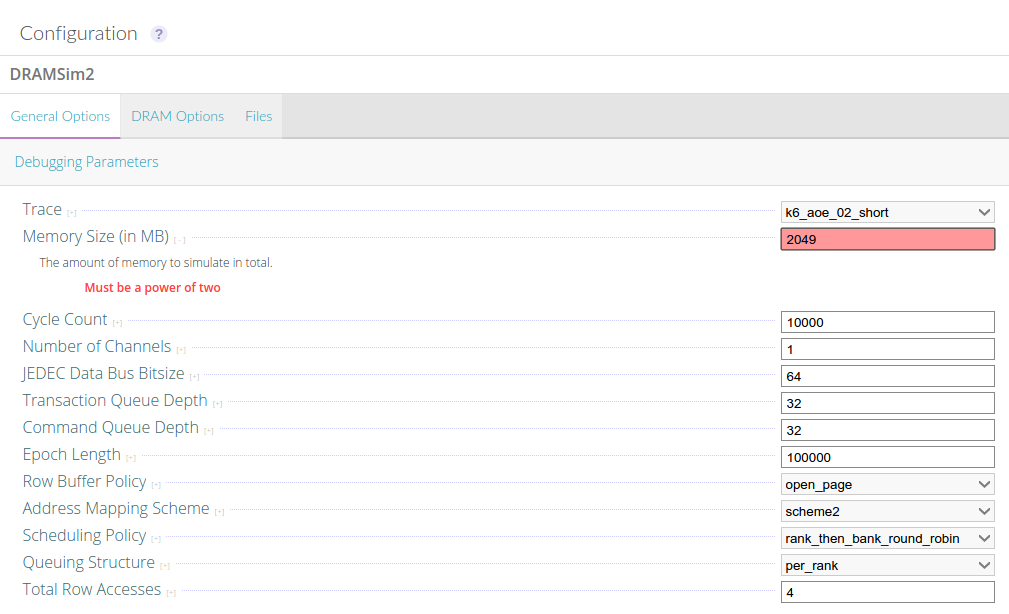 Configuration ?
DRAMSim2
General Options DRAM Options Files
Debugging Parameters
Trace [+] k6_aoe_02_short
Memory Size (in MB) [-] 2049
The amount of memory to simulate in total.
Must be a power of two
Cycle Count [+] 10000
Number of Channels [+] 1
JEDEC Data Bus Bitsize [+] 64
Transaction Queue Depth [+] 32
Command Queue Depth [+] 32
Epoch Length [+] 100000
Row Buffer Policy [+] open_page
Address Mapping Scheme [+] scheme2
Scheduling Policy [+] rank_then_bank_round_robin
Queuing Structure [+] per_rank
Total Row Accesses [+] 4